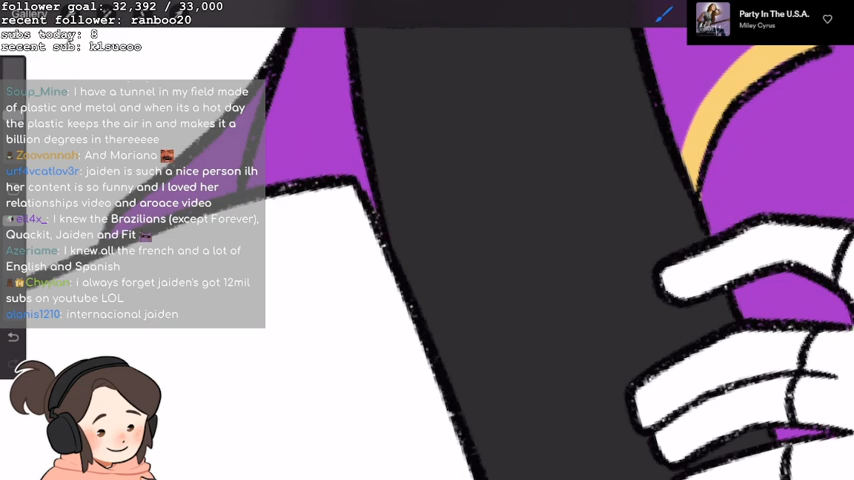 follower goal: 32,392 / 33,000
recent follower: ranboo20
subs today: 8
recent sub: k1sucoo
Party In The U.S.A.
Miley Cyrus
Soup_Mine: I have a tunnel in my field made
of plastic and metal and when its a hot day
the plastic keeps the air in and makes it a
billion degrees in thereeeee
Zoovannah: And Mariana
urf4vcatlov3r: jaiden is such a nice person ilh
her content is so funny and I loved her
relationships video and aroace video
ell4x_: I knew the Brazilians (except Forever),
Quackit, Jaiden and Fit
Azeriame: I knew all the french and a lot of
English and Spanish
i always forget jaiden's got 12mil
subs on youtube LOL
alanis1210: internacional jaiden